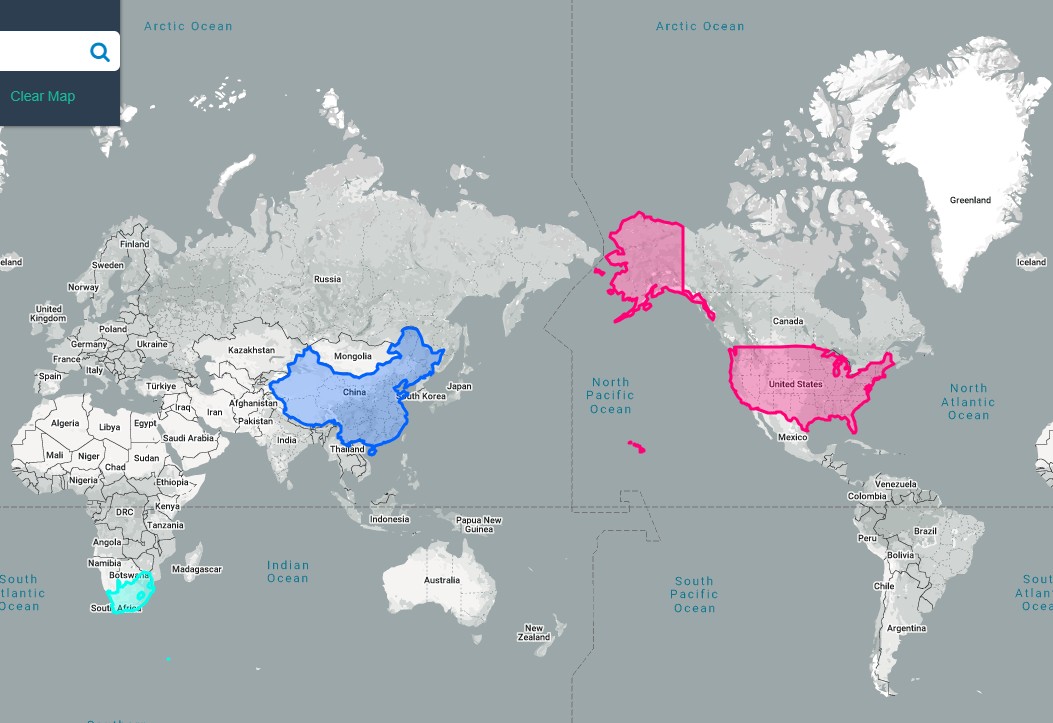 Arctic Ocean
Arctic Ocean
Clear Map
Greenland
Finland
eland
Sweden
Iceland
Russia
Norway
United
Kingdom
Canada
Poland
Germany
Ukraine
Kazakhstan
Mongolia
France
Italy
Spain
Türkiye
China
United States
Japan
South Korea
North
Pacific
Ocean
North
Atlantic
Ocean
Afghanistan
Iraq
Iran
Pakistan
Algeria
Libya
Egypt
Saudi Arabia
India
Thailand
Mexico
Mali
Niger
Chad
Sudan
Nigeria
Ethiopia
Venezuela
Colombia
Kenya
DRC
Tanzania
Indonesia
Papua New
Guinea
Brazil
Peru
Angola
Bolivia
Namibia
Botswana
Madagascar
Indian
Ocean
Australia
South
Pacific
Ocean
Chile
South
tlantic
Ocean
Sout
Atlan
Ocea
South Africa
New
Zealand
Argentina